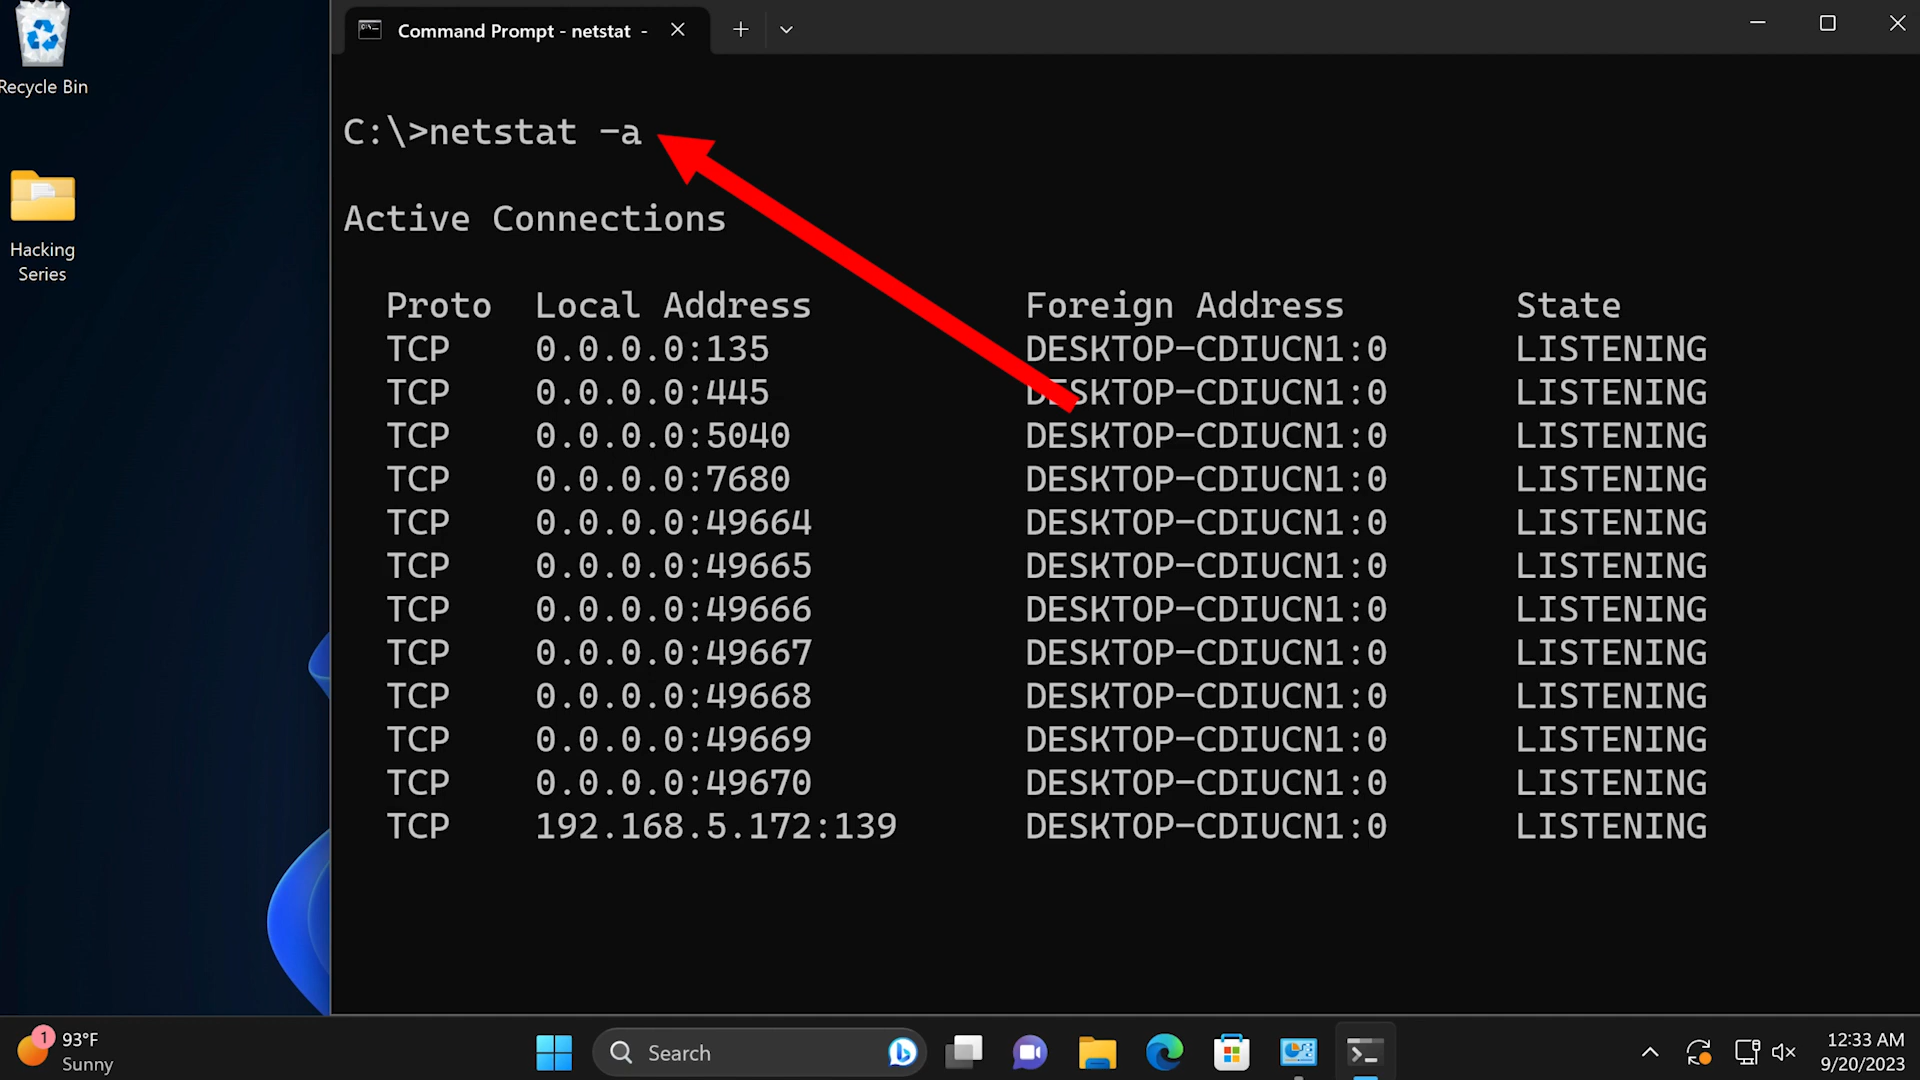 Recycle Bin
Hacking
Series
Command Prompt - netstat -
C:\>netstat -a
Active Connections
Proto Local Address Foreign Address State
TCP 0.0.0.0:135 DESKTOP-CDIUCN1:0 LISTENING
TCP 0.0.0.0:445 DESKTOP-CDIUCN1:0 LISTENING
TCP 0.0.0.0:5040 DESKTOP-CDIUCN1:0 LISTENING
TCP 0.0.0.0:7680 DESKTOP-CDIUCN1:0 LISTENING
TCP 0.0.0.0:49664 DESKTOP-CDIUCN1:0 LISTENING
TCP 0.0.0.0:49665 DESKTOP-CDIUCN1:0 LISTENING
TCP 0.0.0.0:49666 DESKTOP-CDIUCN1:0 LISTENING
TCP 0.0.0.0:49667 DESKTOP-CDIUCN1:0 LISTENING
TCP 0.0.0.0:49668 DESKTOP-CDIUCN1:0 LISTENING
TCP 0.0.0.0:49669 DESKTOP-CDIUCN1:0 LISTENING
TCP 0.0.0.0:49670 DESKTOP-CDIUCN1:0 LISTENING
TCP 192.168.5.172:139 DESKTOP-CDIUCN1:0 LISTENING
1
93°F
Sunny
Search
12:33 AM
9/20/2023